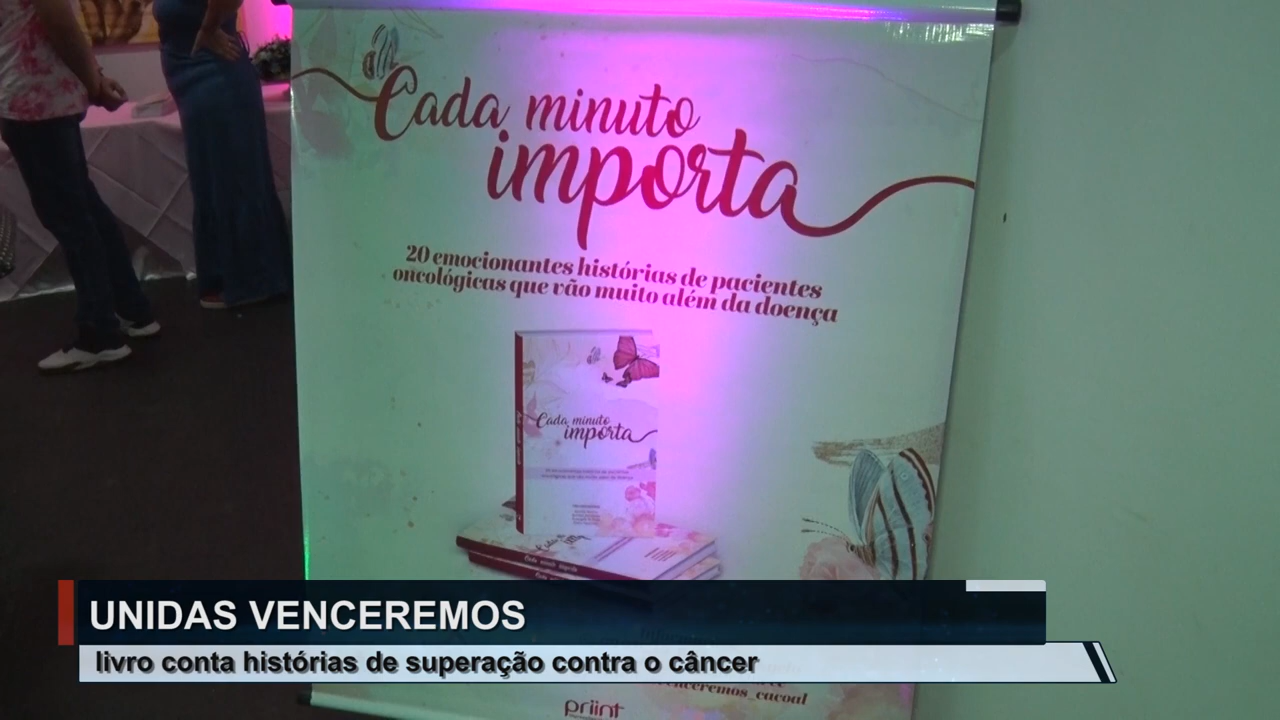 Cada minuto
importa
20 emocionantes histórias de pacientes
oncológicas que vão muito além da doença
Cada minuto
importa
UNIDAS VENCEREMOS
livro conta histórias de superação contra o câncer
venceremos_cacoal
priint